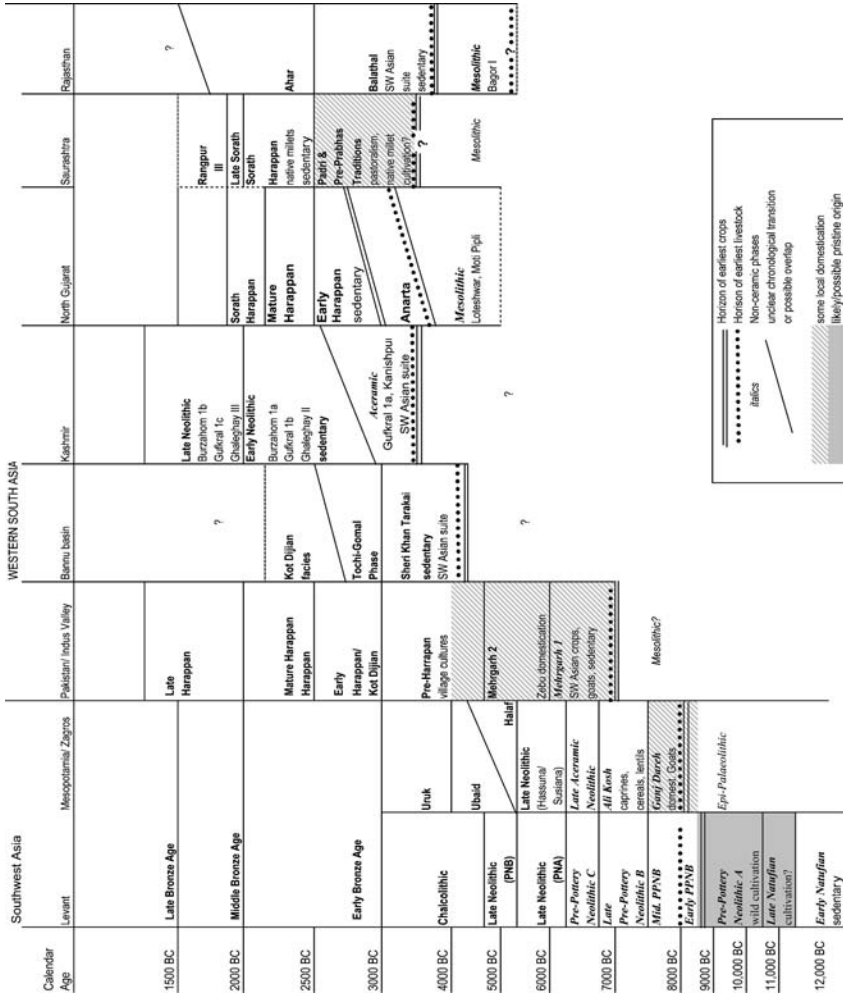 WESTERN SOUTH ASIA
Southwest Asia
Calendar
Age
Levant
Mesopotamia/ Zagros
Pakistan/ Indus Valley
Bannu basin
Kashmir
North Gujarat
Saurashtra
Rajasthan
1500 BC
2000 BC
2500 BC
3000 BC
4000 BC
5000 BC
6000 BC
7000 BC
8000 BC
9000 BC
10,000 BC
11,000 BC
12,000 BC
Late Bronze Age
Middle Bronze Age
Early Bronze Age
Chalcolithic
Late Neolithic
(PNB)
Late Neolithic
(PNA)
Pre-Pottery
Neolithic C
Late
Pre-Pottery
Neolithic B
Mid. PPNB
Early PPNB
Pre-Pottery
Neolithic A
wild cultivation
Late Natufian
cultivation?
Early Natufian
sedentary
Uruk
Ubaid
Halaf
Late Neolithic
(Hassuna/
Susiana)
Late Aceramic
Neolithic
Ali Kosh
caprines,
cereals, lentils
Ganj Dareh
domest. Goats
Epi-Palaeolithic
Late
Harappan
Mature Harappan
Harappan
Early
Harappan/
Kot Dijian
Pre-Harrapan
village cultures
Mehrgarh 2
Zebu domestication
Mehrgarh 1
SW Asian crops,
goats, sedentary
Mesolithic?
?
Kot Dijian
facies
Tochi-Gomal
Phase
Sheri Khan Tarakai
sedentary
SW Asian suite
?
Late Neolithic
Burzahom 1b
Gufkral 1c
Ghaleghay III
Early Neolithic
Burzahom 1a
Gufkral 1b
Ghaleghay II
sedentary
Aceramic
Gufkral 1a, Kanishpur
SW Asian suite
?
Sorath
Harappan
Mature
Harappan
Early
Harappan
sedentary
Anarta
Mesolithic
Loteshwar, Moti Pipli
Rangpur
III
Late Sorath
Sorath
Harappan
native millets
sedentary
Padri &
Pre-Prabhas
Traditions
pastoralism,
native millet
cultivation?
?
Mesolithic
?
Ahar
Balathal
SW Asian
suite
sedentary
Mesolithic
Bagor I
?
Horizon of earliest crops
Horison of earliest livestock
italics
Non-ceramic phases
unclear chronological transition
or possible overlap
some local domestication
likely/possible pristine origin